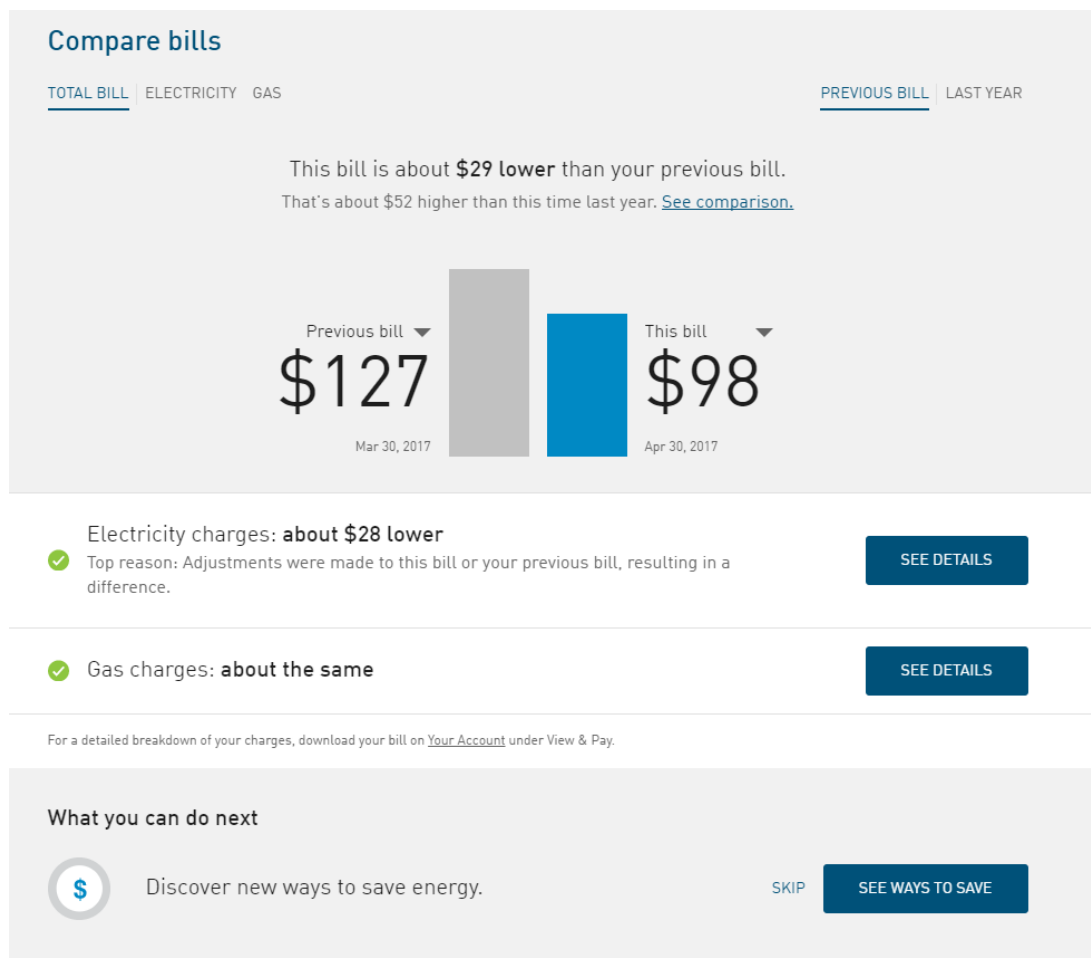 Compare bills
TOTAL BILL ELECTRICITY GAS PREVIOUS BILL LAST YEAR
This bill is about $29 lower than your previous bill.
That's about $52 higher than this time last year. See comparison.
Previous bill
$127
Mar 30, 2017
This bill
$98
Apr 30, 2017
Electricity charges: about $28 lower
Top reason: Adjustments were made to this bill or your previous bill, resulting in a
difference.
SEE DETAILS
Gas charges: about the same
SEE DETAILS
For a detailed breakdown of your charges, download your bill on Your Account under View & Pay.
What you can do next
$
Discover new ways to save energy.
SKIP
SEE WAYS TO SAVE